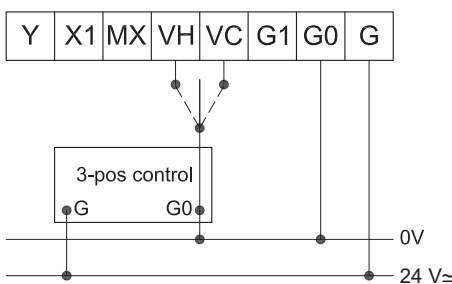 Y X1 MX VH VC G1 G0 G
3-pos control
G G0
0V
24 V≃